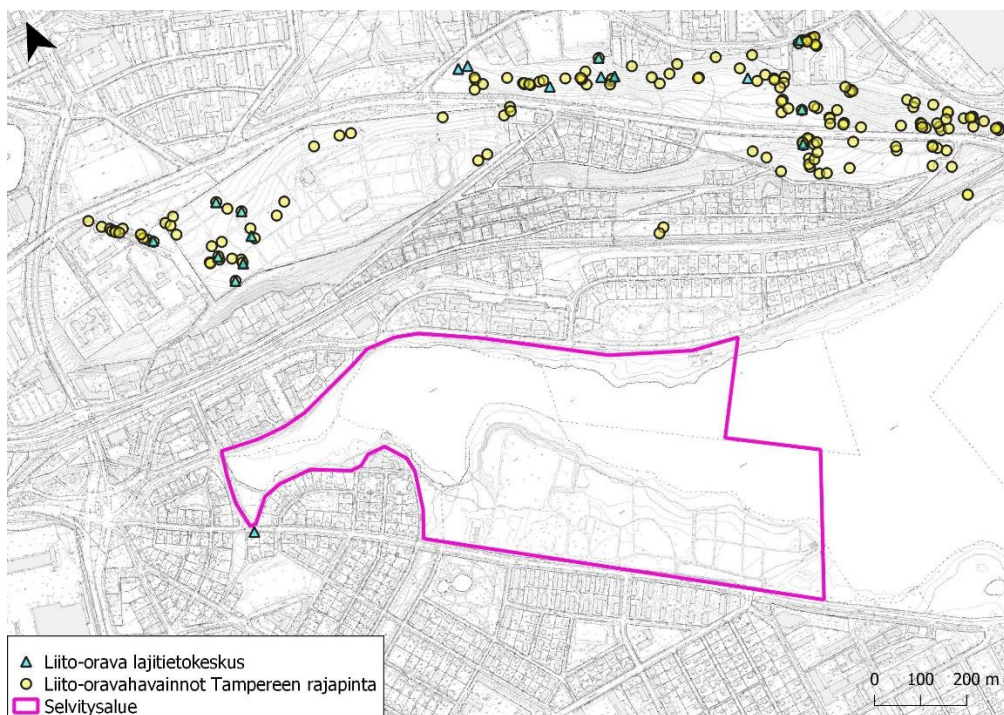 Liito-orava lajitietokeskus
Liito-oravahavainnot Tampereen rajapinta
Selvitysalue
0 100 200 m